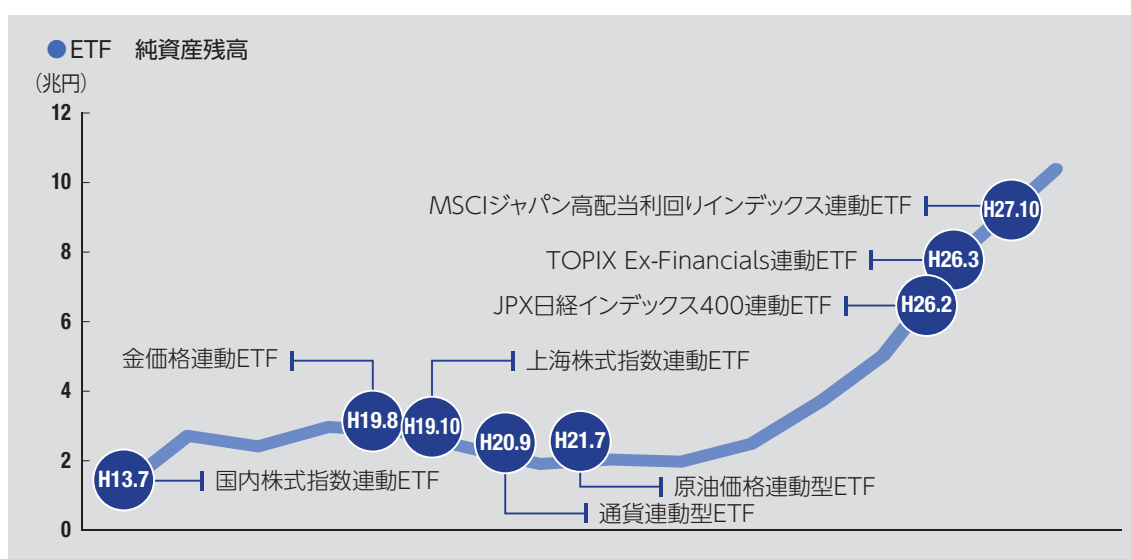 ●ETF　純資産残高
（兆円）
12
10
8
6
4
2
0
MSCIジャパン高配当利回りインデックス連動ETF
H27.10
TOPIX Ex-Financials連動ETF
H26.3
JPX日経インデックス400連動ETF
H26.2
金価格連動ETF
H19.8
上海株式指数連動ETF
H19.10
H20.9
H21.7
H13.7
国内株式指数連動ETF
原油価格連動型ETF
通貨連動型ETF